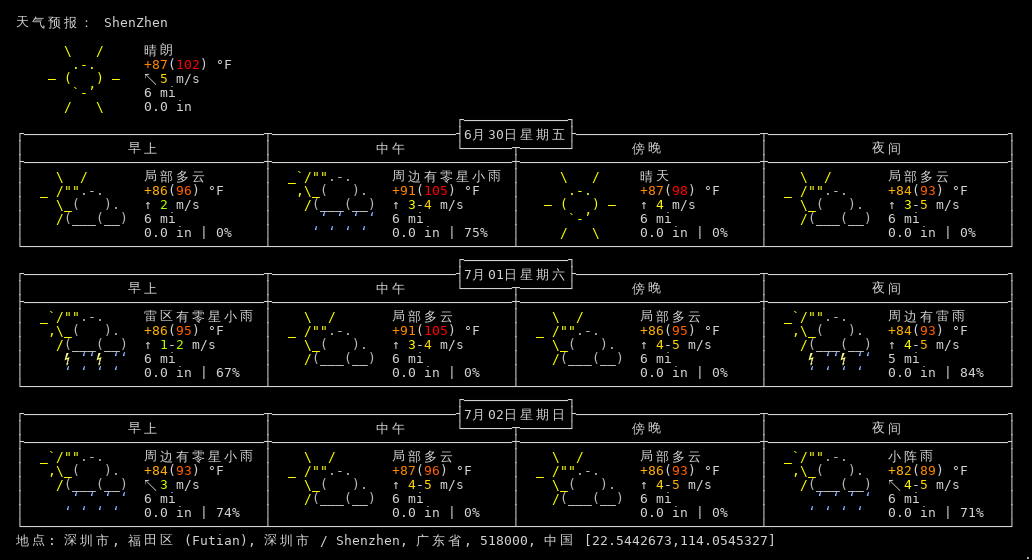 天气预报： ShenZhen
晴朗
+87(102) °F
↖ 5 m/s
6 mi
0.0 in
6月30日星期五
早上 中午 傍晚 夜间
局部多云 周边有零星小雨 晴天 局部多云
+86(96) °F +91(105) °F +87(98) °F +84(93) °F
↑ 2 m/s ↑ 3-4 m/s ↑ 4 m/s ↑ 3-5 m/s
6 mi 6 mi 6 mi 6 mi
0.0 in | 0% 0.0 in | 75% 0.0 in | 0% 0.0 in | 0%
7月01日星期六
早上 中午 傍晚 夜间
雷区有零星小雨 局部多云 局部多云 周边有雷雨
+86(95) °F +91(105) °F +86(95) °F +84(93) °F
↑ 1-2 m/s ↑ 3-4 m/s ↑ 4-5 m/s ↑ 4-5 m/s
6 mi 6 mi 6 mi 5 mi
0.0 in | 67% 0.0 in | 0% 0.0 in | 0% 0.0 in | 84%
7月02日星期日
早上 中午 傍晚 夜间
周边有零星小雨 局部多云 局部多云 小阵雨
+84(93) °F +87(96) °F +86(93) °F +82(89) °F
↖ 3 m/s ↑ 4-5 m/s ↑ 4-5 m/s ↖ 4-5 m/s
6 mi 6 mi 6 mi 6 mi
0.0 in | 74% 0.0 in | 0% 0.0 in | 0% 0.0 in | 71%
地点: 深圳市, 福田区 (Futian), 深圳市 / Shenzhen, 广东省, 518000, 中国 [22.5442673,114.0545327]